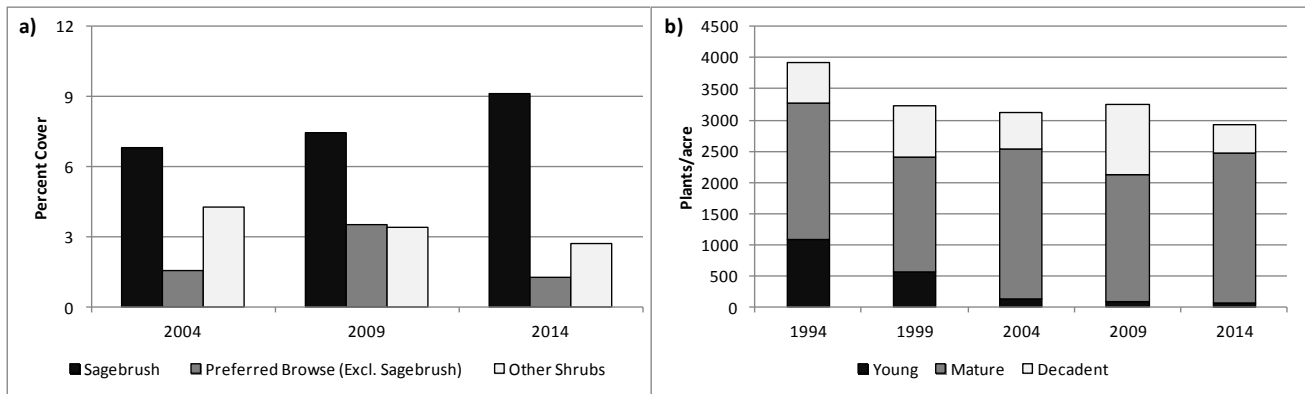 a)
Percent Cover
12
9
6
3
0
2004 2009 2014
Sagebrush Preferred Browse (Excl. Sagebrush) Other Shrubs
b)
Plants/acre
4500
4000
3500
3000
2500
2000
1500
1000
500
0
1994 1999 2004 2009 2014
Young Mature Decadent